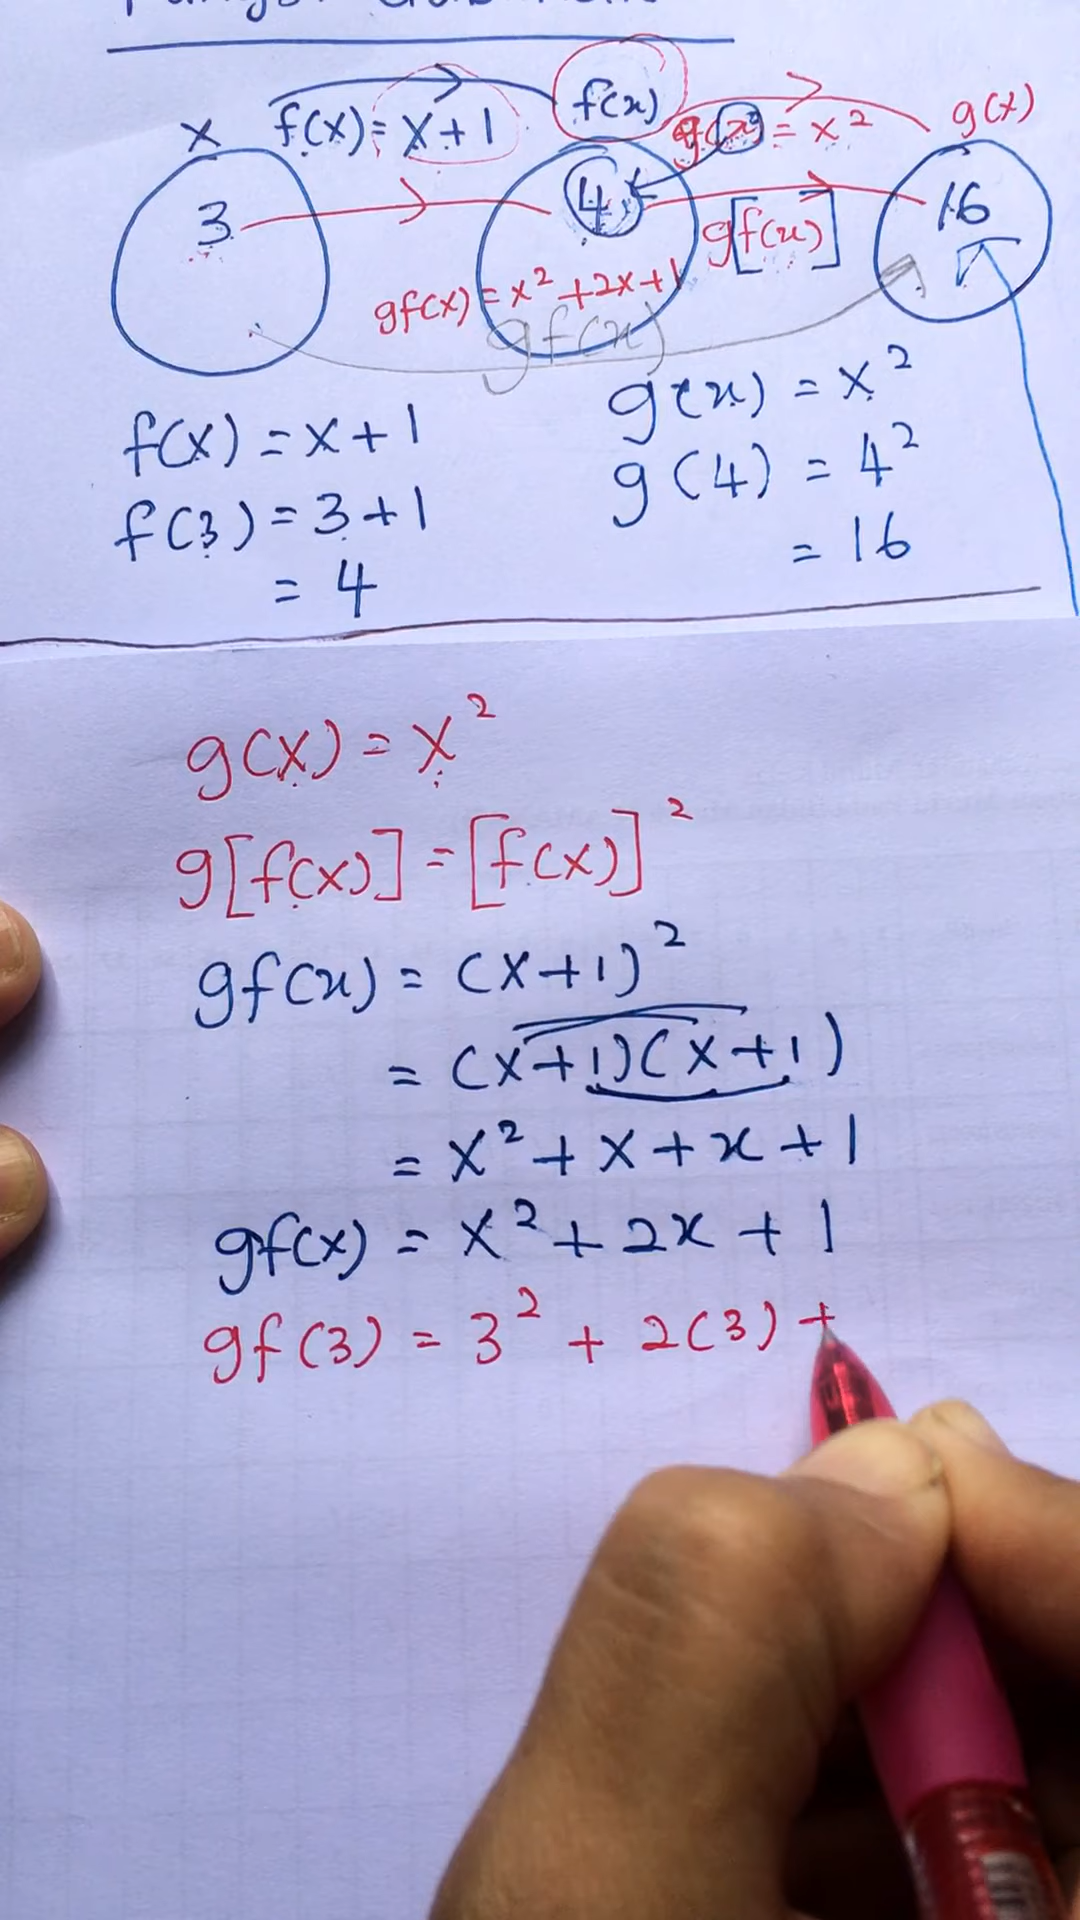 x f(x) = x + 1 f(x) g(x) = x² g(x)
3 4 16
g[f(x)]
gf(x) = x² + 2x + 1
gf(x)
f(x) = x + 1
f(3) = 3 + 1
= 4
g(x) = x²
g(4) = 4²
= 16
g(x) = x²
g[f(x)] = [f(x)]²
gf(x) = (x+1)²
= (x+1)(x+1)
= x² + x + x + 1
gf(x) = x² + 2x + 1
gf(3) = 3² + 2(3) +